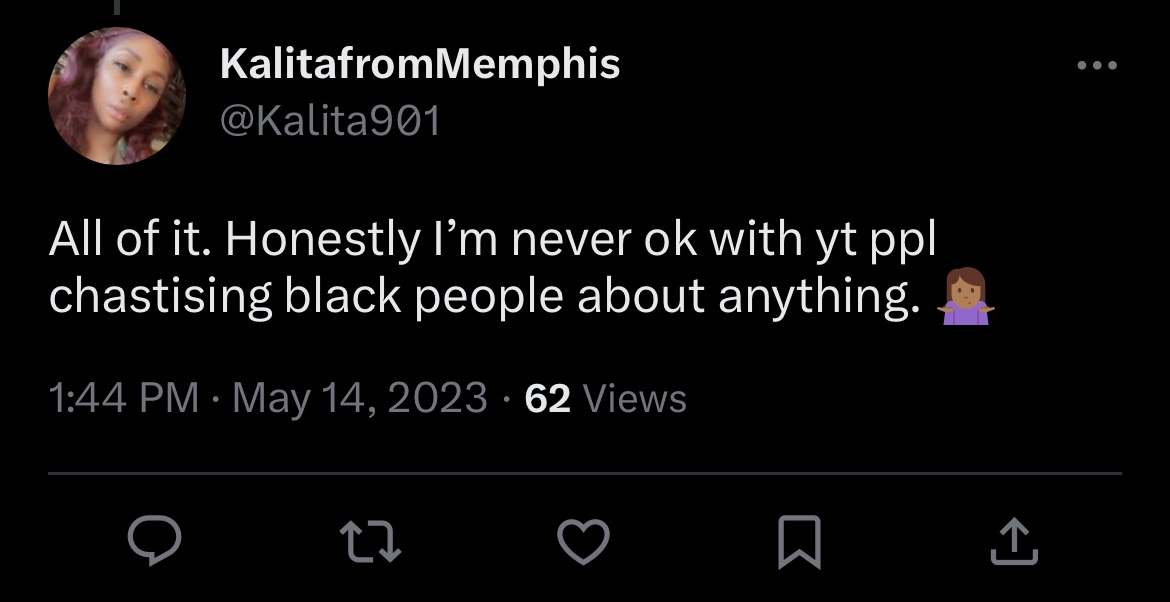 KalitafromMemphis
@Kalita901
All of it. Honestly I’m never ok with yt ppl
chastising black people about anything. 🤷🏽‍♀️
1:44 PM · May 14, 2023 · 62 Views